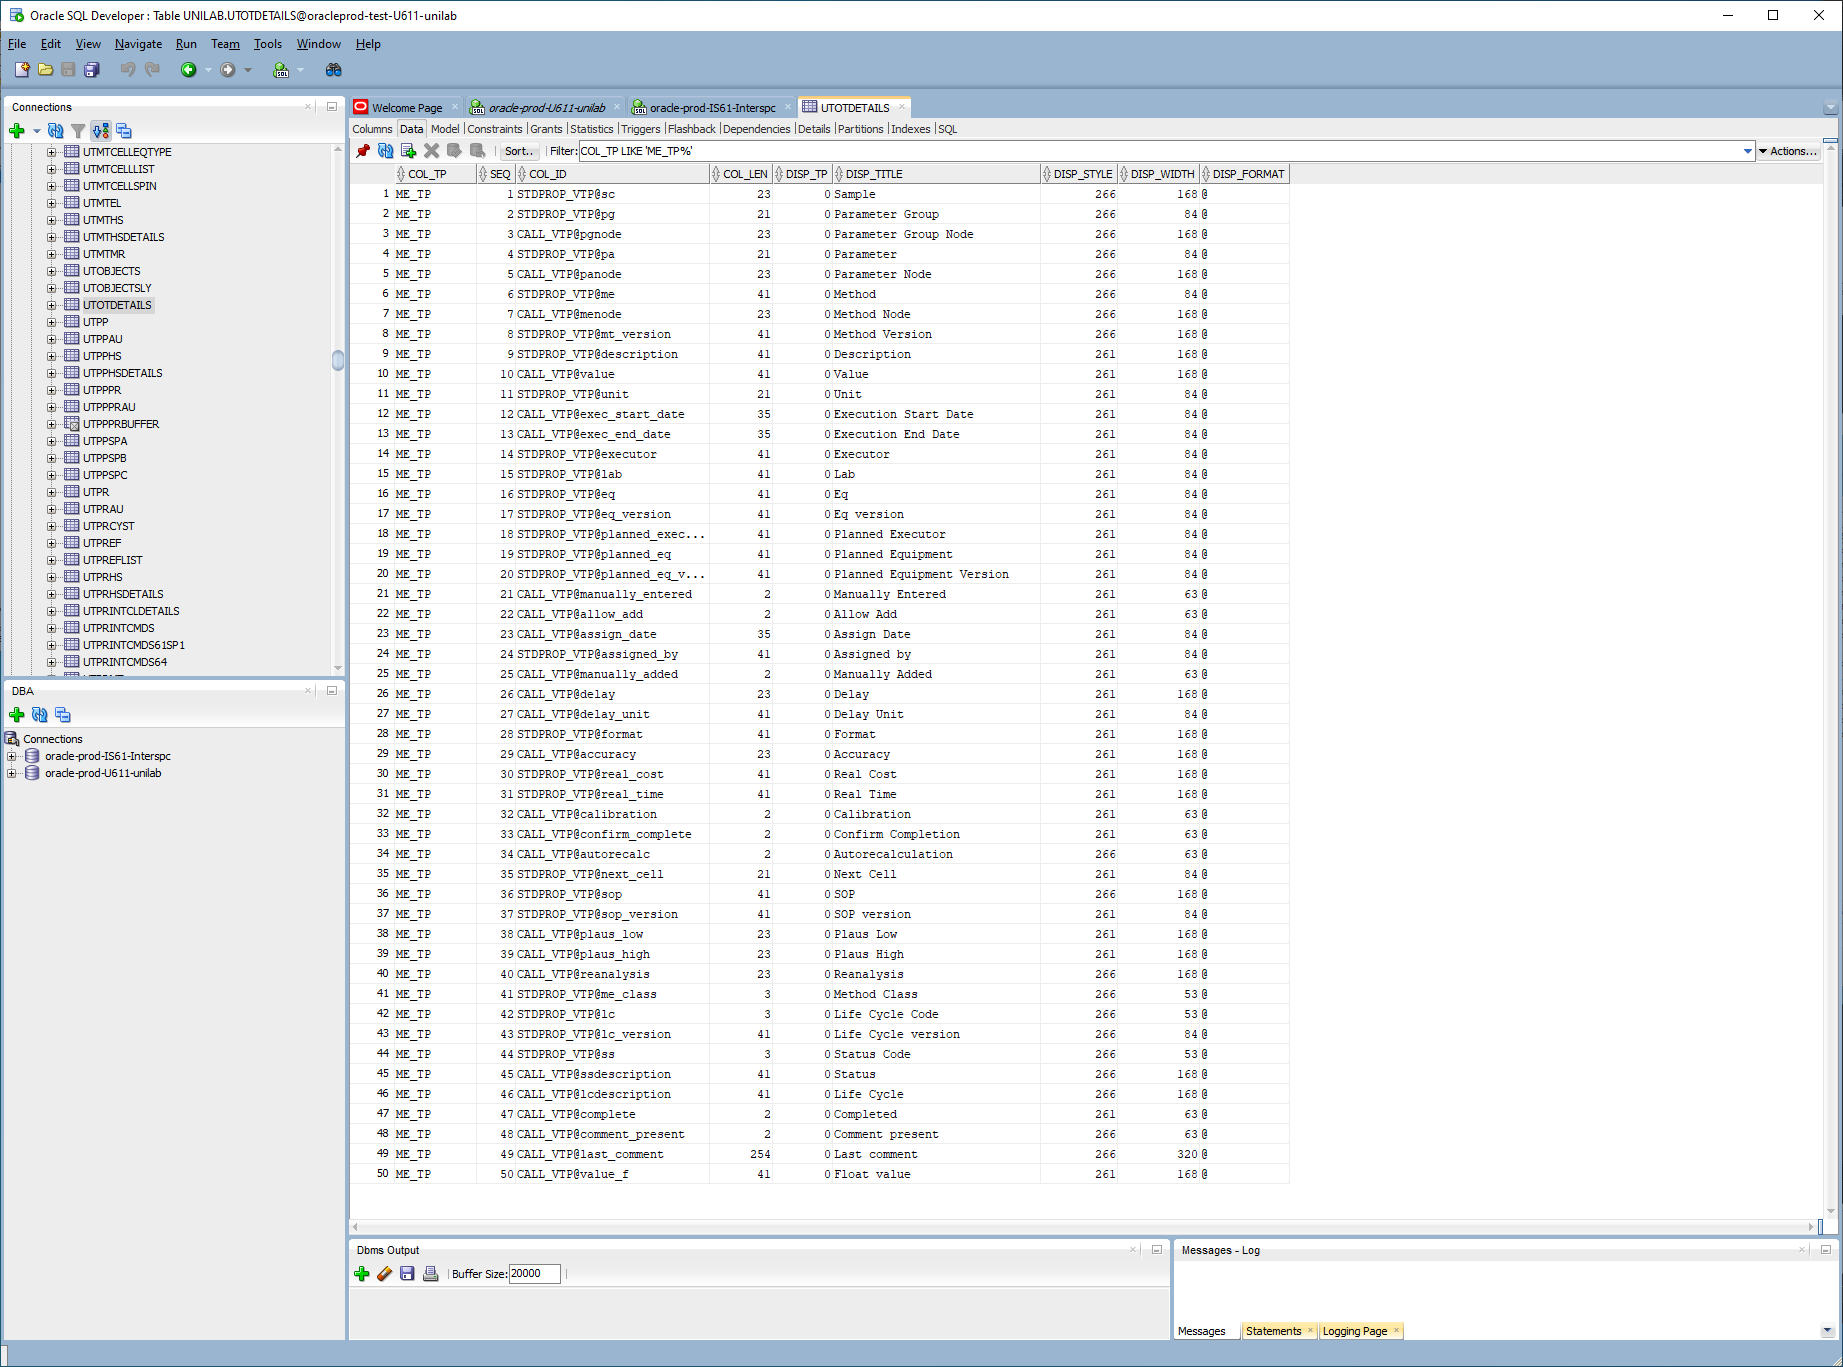 Oracle SQL Developer : Table UNILAB.UTOTDETAILS@oracleprod-test-U611-unilab
File Edit View Navigate Run Team Tools Window Help
Connections
UTMTCELLEQTYPE
UTMTCELLLIST
UTMTCELLSPIN
UTMTEL
UTMTHS
UTMTHSDETAILS
UTMTMR
UTOBJECTS
UTOBJECTSLY
UTOTDETAILS
UTPP
UTPPAU
UTPPHS
UTPPHSDETAILS
UTPPPR
UTPPPRAU
UTPPPRBUFFER
UTPPSPA
UTPPSPB
UTPPSPC
UTPR
UTPRAU
UTPRCYST
UTPREF
UTPREFLIST
UTPRHS
UTPRHSDETAILS
UTPRINTCLDETAILS
UTPRINTCMDS
UTPRINTCMDS61SP1
UTPRINTCMDS64
DBA
Connections
oracle-prod-IS61-Interspc
oracle-prod-U611-unilab
Welcome Page oracle-prod-U611-unilab oracle-prod-IS61-Interspc UTOTDETAILS
Columns Data Model Constraints Grants Statistics Triggers Flashback Dependencies Details Partitions Indexes SQL
Sort.. Filter: COL_TP LIKE 'ME_TP%' Actions...
COL_TP SEQ COL_ID COL_LEN DISP_TP DISP_TITLE DISP_STYLE DISP_WIDTH DISP_FORMAT
1 ME_TP 1 STDPROP_VTP@sc 23 0 Sample 266 168 @
2 ME_TP 2 STDPROP_VTP@pg 21 0 Parameter Group 266 84 @
3 ME_TP 3 CALL_VTP@pgnode 23 0 Parameter Group Node 266 168 @
4 ME_TP 4 STDPROP_VTP@pa 21 0 Parameter 266 84 @
5 ME_TP 5 CALL_VTP@panode 23 0 Parameter Node 266 168 @
6 ME_TP 6 STDPROP_VTP@me 41 0 Method 266 84 @
7 ME_TP 7 CALL_VTP@menode 23 0 Method Node 266 168 @
8 ME_TP 8 STDPROP_VTP@mt_version 41 0 Method Version 266 168 @
9 ME_TP 9 STDPROP_VTP@description 41 0 Description 261 168 @
10 ME_TP 10 CALL_VTP@value 41 0 Value 261 168 @
11 ME_TP 11 STDPROP_VTP@unit 21 0 Unit 261 84 @
12 ME_TP 12 CALL_VTP@exec_start_date 35 0 Execution Start Date 261 84 @
13 ME_TP 13 CALL_VTP@exec_end_date 35 0 Execution End Date 261 84 @
14 ME_TP 14 STDPROP_VTP@executor 41 0 Executor 261 84 @
15 ME_TP 15 STDPROP_VTP@lab 41 0 Lab 261 84 @
16 ME_TP 16 STDPROP_VTP@eq 41 0 Eq 261 84 @
17 ME_TP 17 STDPROP_VTP@eq_version 41 0 Eq version 261 84 @
18 ME_TP 18 STDPROP_VTP@planned_exec... 41 0 Planned Executor 261 84 @
19 ME_TP 19 STDPROP_VTP@planned_eq 41 0 Planned Equipment 261 84 @
20 ME_TP 20 STDPROP_VTP@planned_eq_v... 41 0 Planned Equipment Version 261 84 @
21 ME_TP 21 CALL_VTP@manually_entered 2 0 Manually Entered 261 63 @
22 ME_TP 22 CALL_VTP@allow_add 2 0 Allow Add 261 63 @
23 ME_TP 23 CALL_VTP@assign_date 35 0 Assign Date 261 84 @
24 ME_TP 24 STDPROP_VTP@assigned_by 41 0 Assigned by 261 84 @
25 ME_TP 25 CALL_VTP@manually_added 2 0 Manually Added 261 63 @
26 ME_TP 26 CALL_VTP@delay 23 0 Delay 261 168 @
27 ME_TP 27 CALL_VTP@delay_unit 41 0 Delay Unit 261 84 @
28 ME_TP 28 STDPROP_VTP@format 41 0 Format 261 168 @
29 ME_TP 29 CALL_VTP@accuracy 23 0 Accuracy 261 168 @
30 ME_TP 30 STDPROP_VTP@real_cost 41 0 Real Cost 261 168 @
31 ME_TP 31 STDPROP_VTP@real_time 41 0 Real Time 261 168 @
32 ME_TP 32 CALL_VTP@calibration 2 0 Calibration 261 63 @
33 ME_TP 33 CALL_VTP@confirm_complete 2 0 Confirm Completion 261 63 @
34 ME_TP 34 CALL_VTP@autorecalc 2 0 Autorecalculation 266 63 @
35 ME_TP 35 STDPROP_VTP@next_cell 21 0 Next Cell 261 84 @
36 ME_TP 36 STDPROP_VTP@sop 41 0 SOP 266 168 @
37 ME_TP 37 STDPROP_VTP@sop_version 41 0 SOP version 261 84 @
38 ME_TP 38 CALL_VTP@plaus_low 23 0 Plaus Low 261 168 @
39 ME_TP 39 CALL_VTP@plaus_high 23 0 Plaus High 261 168 @
40 ME_TP 40 CALL_VTP@reanalysis 23 0 Reanalysis 266 168 @
41 ME_TP 41 STDPROP_VTP@me_class 3 0 Method Class 266 53 @
42 ME_TP 42 STDPROP_VTP@lc 3 0 Life Cycle Code 266 53 @
43 ME_TP 43 STDPROP_VTP@lc_version 41 0 Life Cycle version 266 84 @
44 ME_TP 44 STDPROP_VTP@ss 3 0 Status Code 266 53 @
45 ME_TP 45 CALL_VTP@ssdescription 41 0 Status 266 168 @
46 ME_TP 46 CALL_VTP@lcdescription 41 0 Life Cycle 266 168 @
47 ME_TP 47 CALL_VTP@complete 2 0 Completed 261 63 @
48 ME_TP 48 CALL_VTP@comment_present 2 0 Comment present 266 63 @
49 ME_TP 49 CALL_VTP@last_comment 254 0 Last comment 266 320 @
50 ME_TP 50 CALL_VTP@value_f 41 0 Float value 261 168 @
Dbms Output
Buffer Size: 20000
Messages - Log
Messages Statements Logging Page